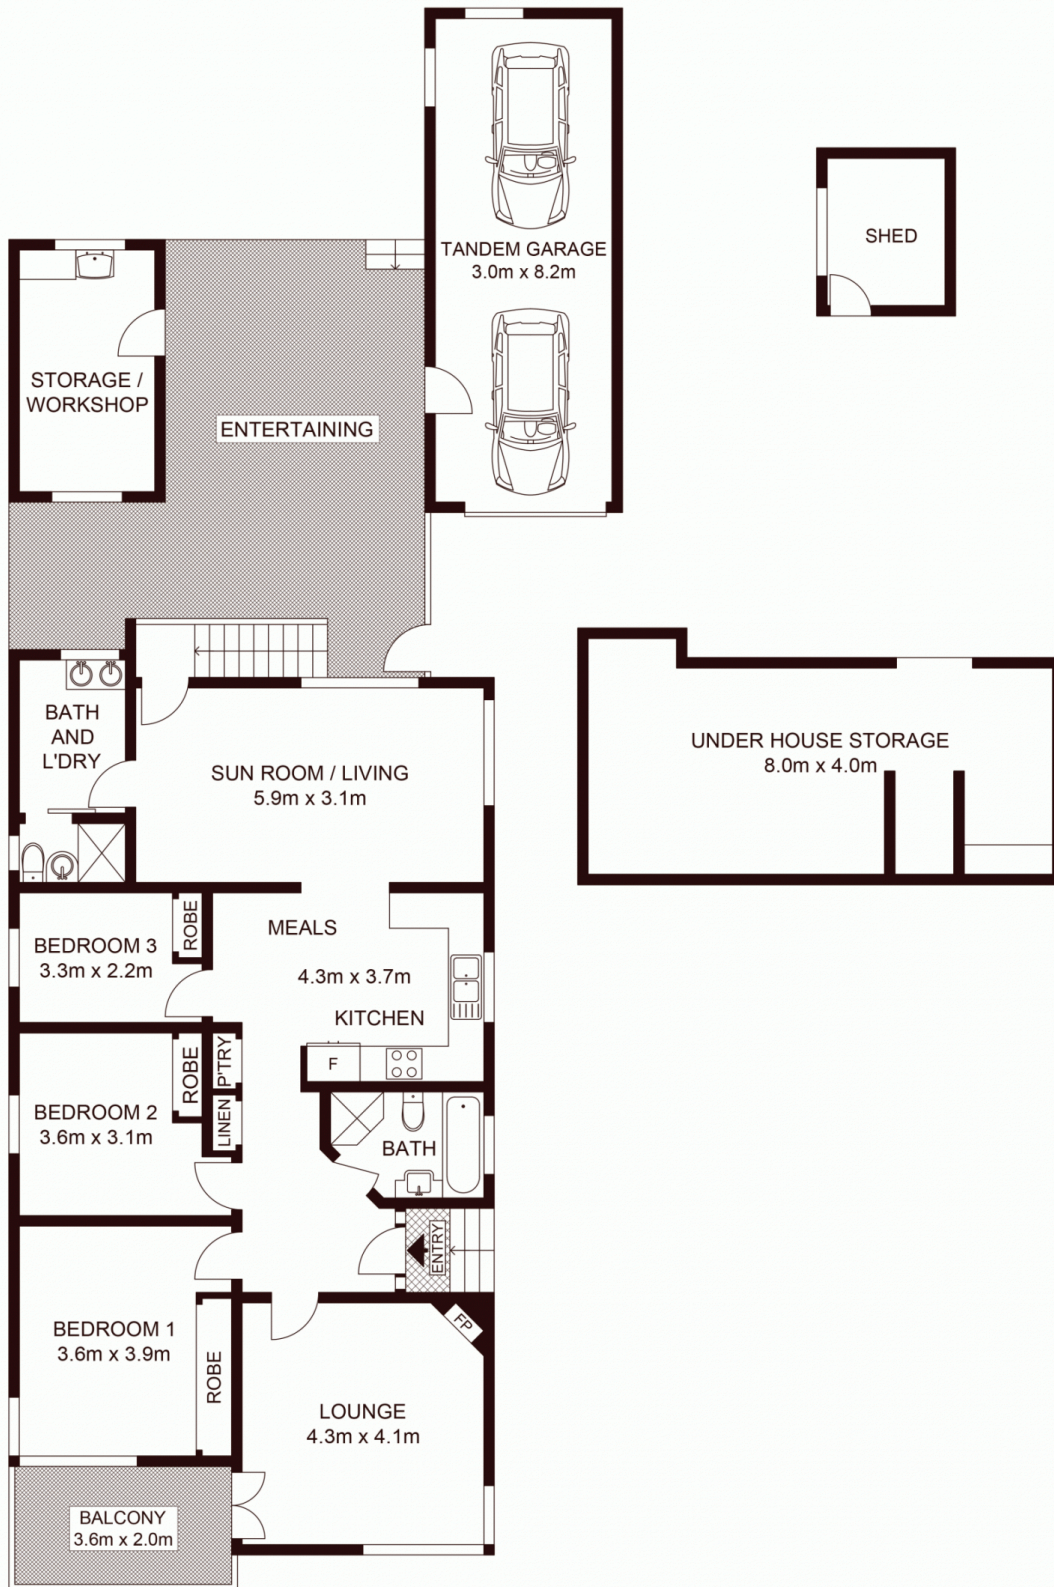 TANDEM GARAGE
3.0m x 8.2m
SHED
STORAGE /
WORKSHOP
ENTERTAINING
BATH
AND
L'DRY
SUN ROOM / LIVING
5.9m x 3.1m
UNDER HOUSE STORAGE
8.0m x 4.0m
BEDROOM 3
3.3m x 2.2m
ROBE
MEALS
4.3m x 3.7m
KITCHEN
F
P'TRY
ROBE
BEDROOM 2
3.6m x 3.1m
LINEN
BATH
ENTRY
FP
BEDROOM 1
3.6m x 3.9m
ROBE
LOUNGE
4.3m x 4.1m
BALCONY
3.6m x 2.0m